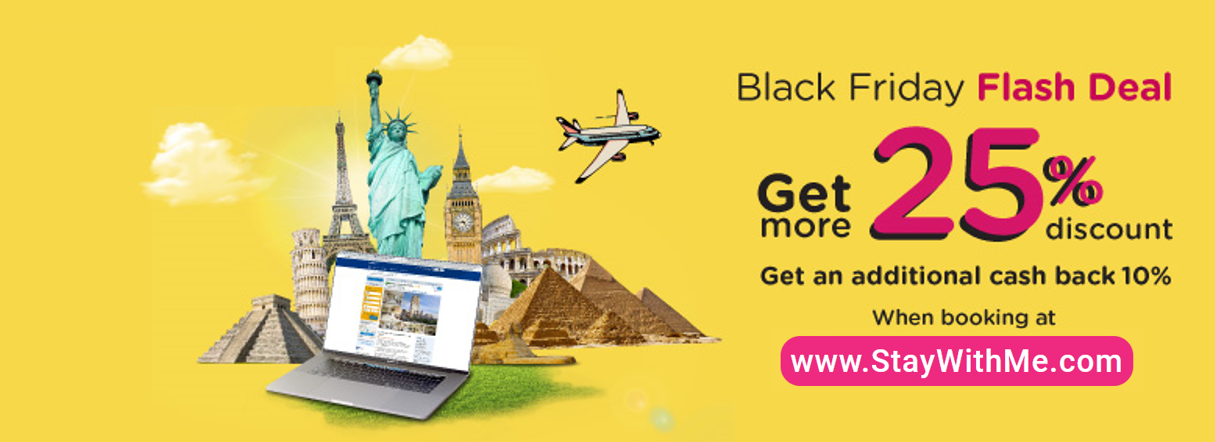 Black Friday Flash Deal
Get more 25% discount
Get an additional cash back 10%
When booking at
www.StayWithMe.com